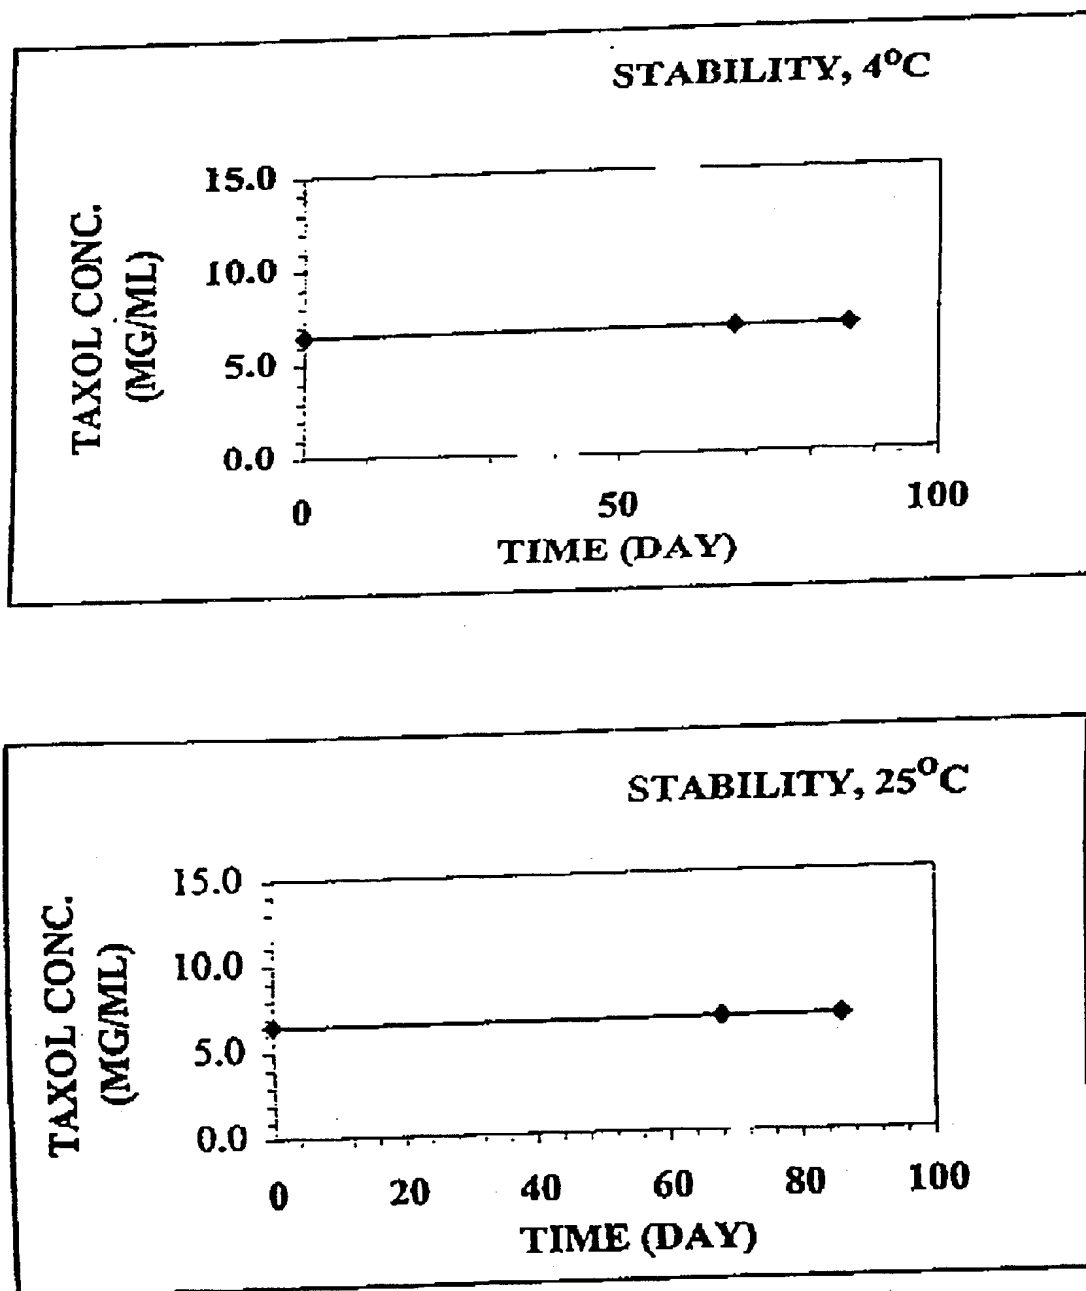 STABILITY, 4°C
15.0
10.0
5.0
0.0
TAXOL CONC.
(MG/ML)
0
50
100
TIME (DAY)
STABILITY, 25°C
15.0
10.0
5.0
0.0
TAXOL CONC.
(MG/ML)
0
20
40
60
80
100
TIME (DAY)